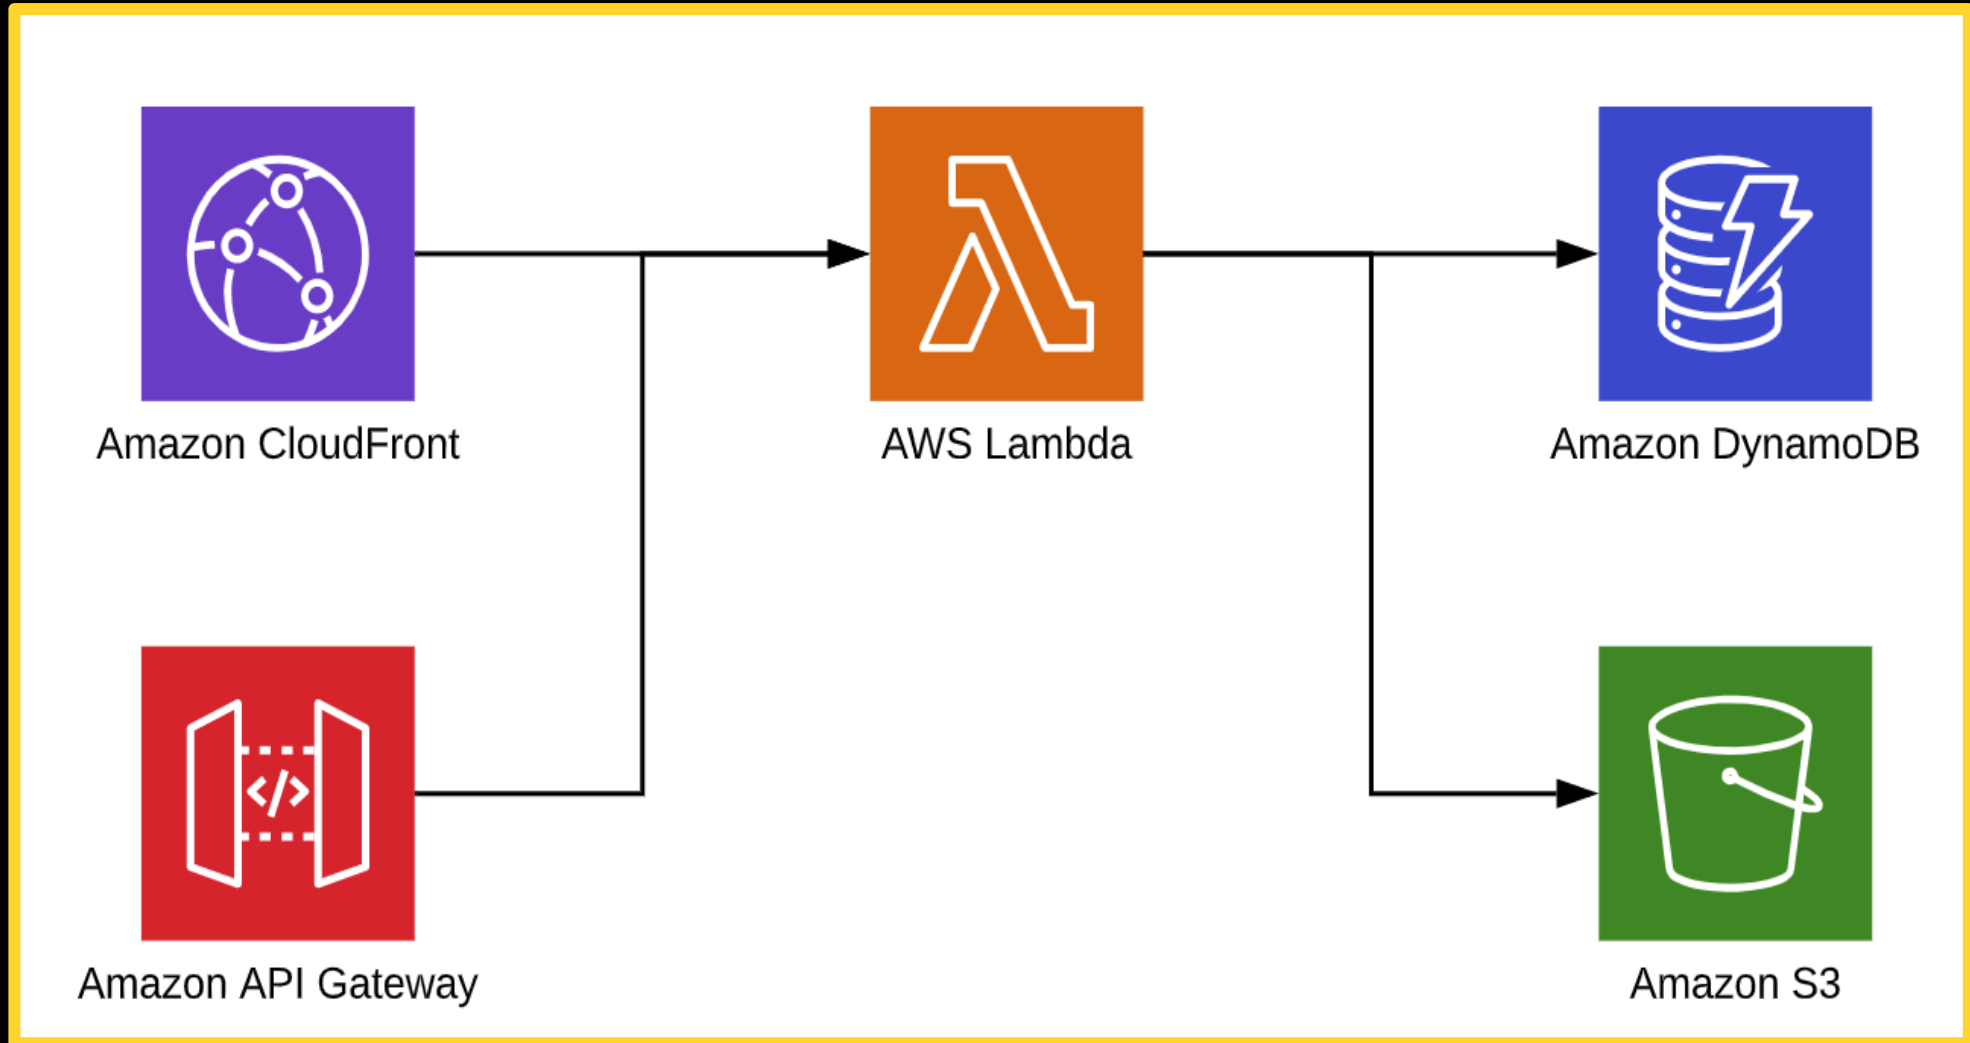 Amazon CloudFront
AWS Lambda
Amazon DynamoDB
</>
Amazon API Gateway
Amazon S3